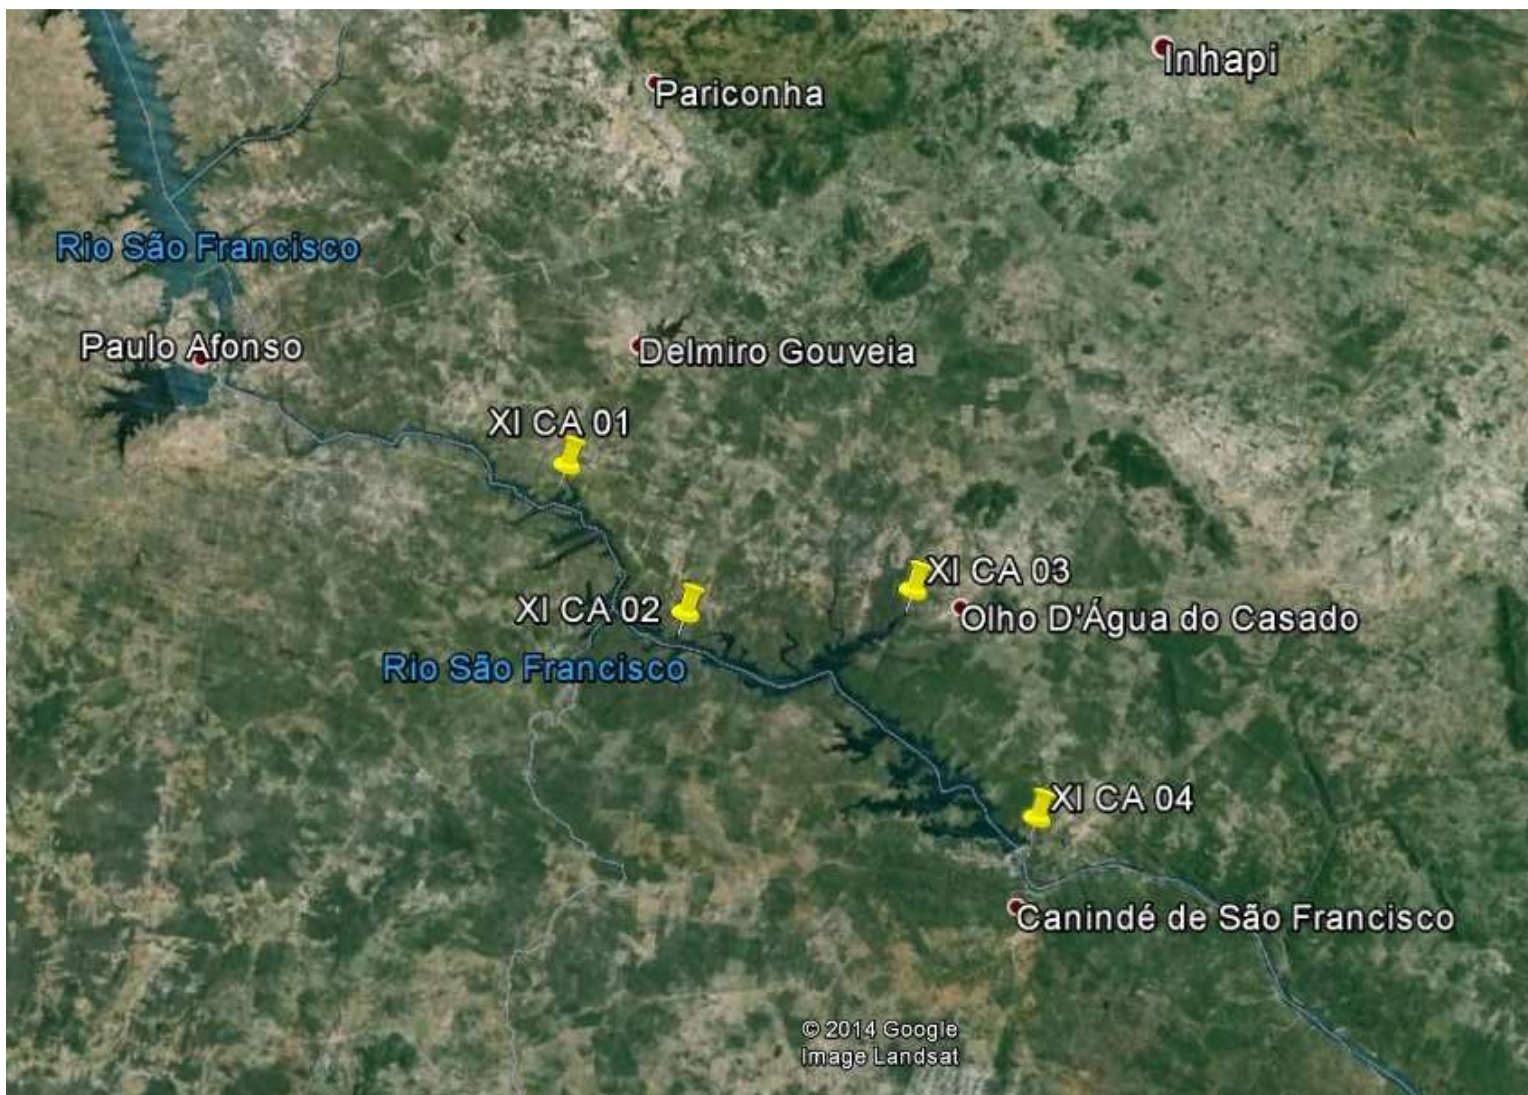 Inhapi
Pariconha
Rio São Francisco
Paulo Afonso
Delmiro Gouveia
XI CA 01
XI CA 03
XI CA 02
Olho D'Água do Casado
Rio São Francisco
XI CA 04
Canindé de São Francisco
© 2014 Google
Image Landsat